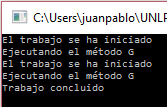 C:\Users\juanpablo\UNLP
El trabajo se ha iniciado
Ejecutando el método G
El trabajo se ha iniciado
Ejecutando el método G
Trabajo concluído